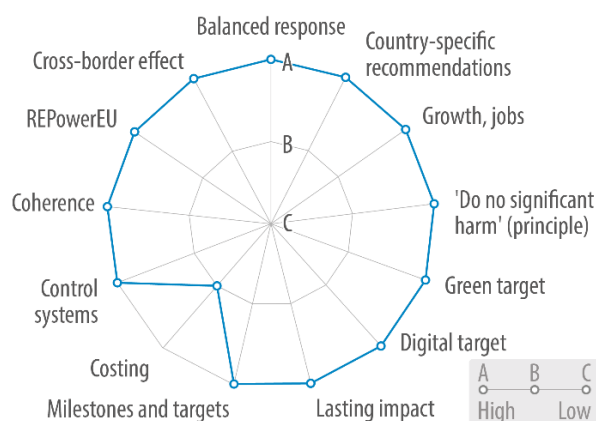 Balanced response
Country-specific
recommendations
Growth, jobs
'Do no significant
harm' (principle)
Green target
Digital target
Lasting impact
Milestones and targets
Costing
Control
systems
Coherence
REPowerEU
Cross-border effect
A
B
C
A B C
High Low